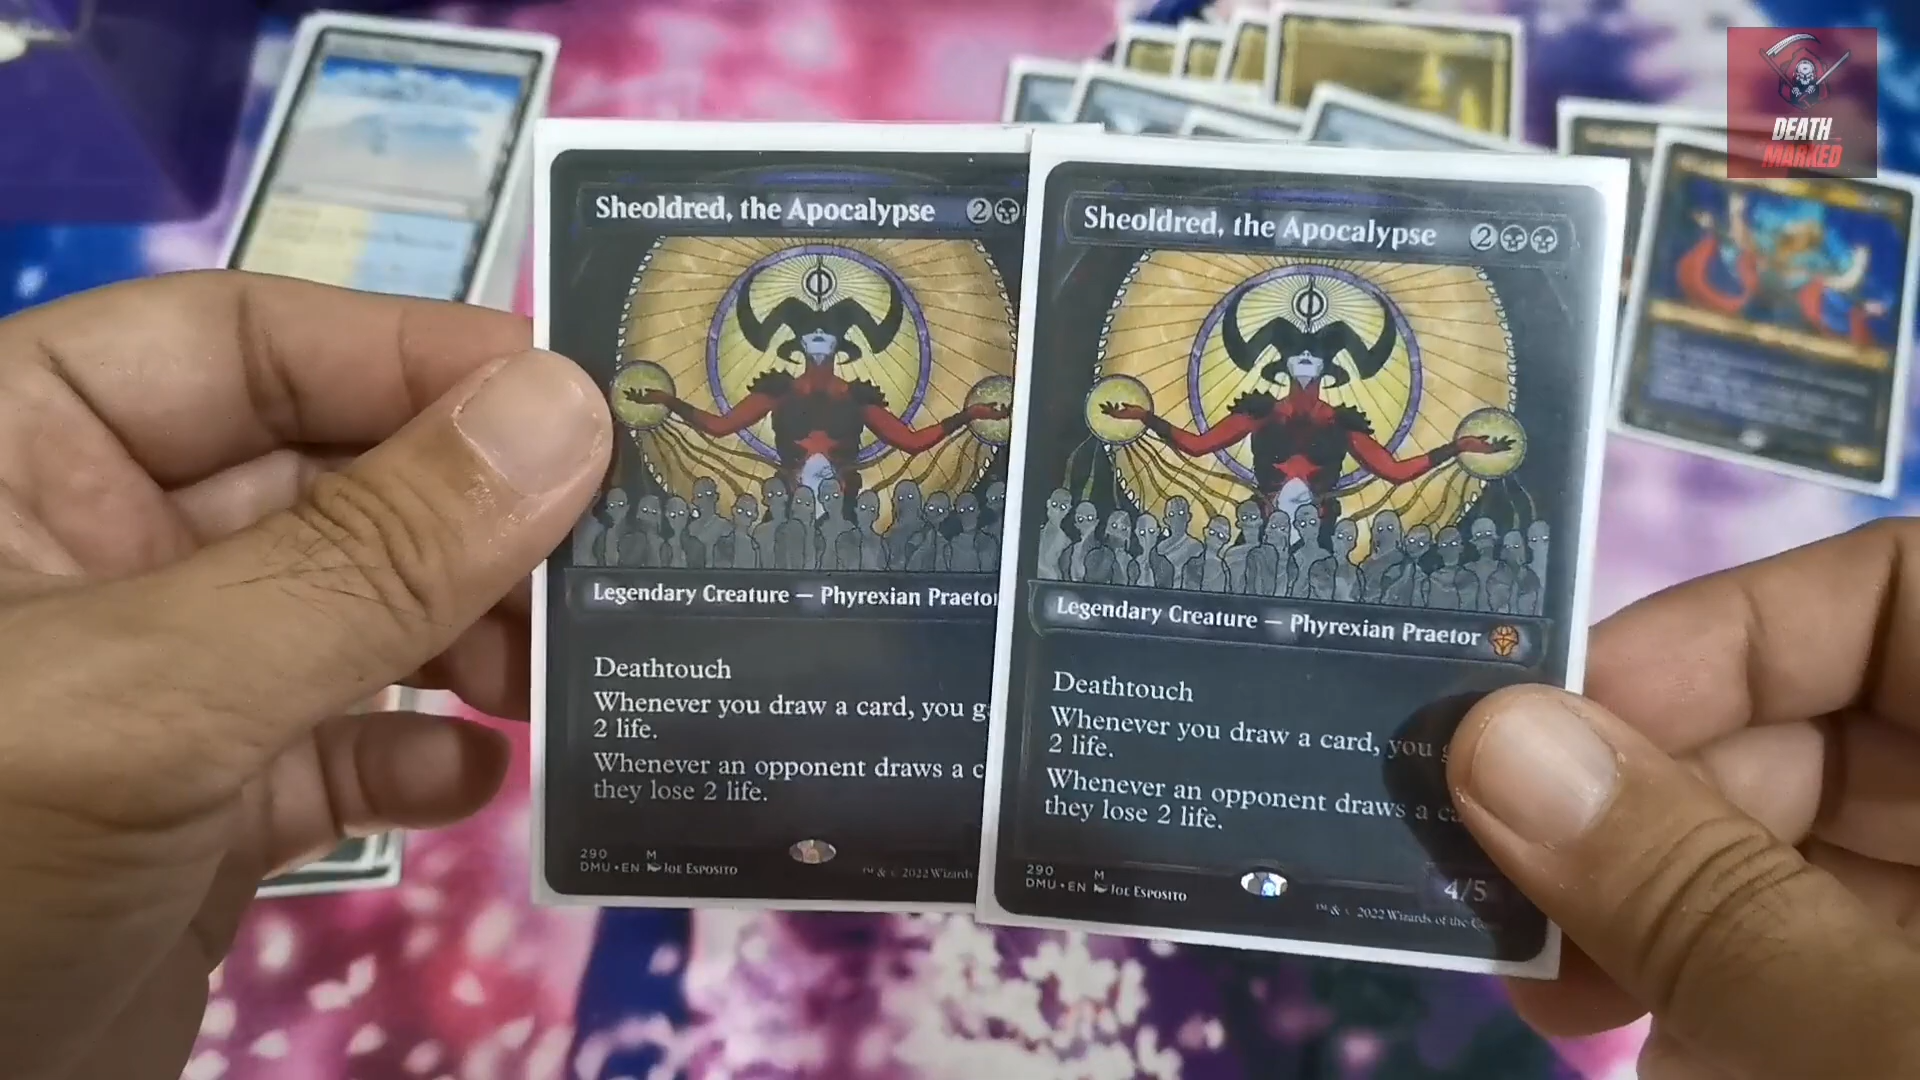 DEATH
MARKED
Sheoldred, the Apocalypse 2
Legendary Creature — Phyrexian Praetor
Deathtouch
Whenever you draw a card, you g
2 life.
Whenever an opponent draws a c
they lose 2 life.
290 M
DMU • EN JOE ESPOSITO
™ & © 2022 Wizards
Sheoldred, the Apocalypse 2
Legendary Creature — Phyrexian Praetor
Deathtouch
Whenever you draw a card, you g
2 life.
Whenever an opponent draws a ca
they lose 2 life.
4/5
290 M
DMU • EN JOE ESPOSITO
™ & © 2022 Wizards of the Coas